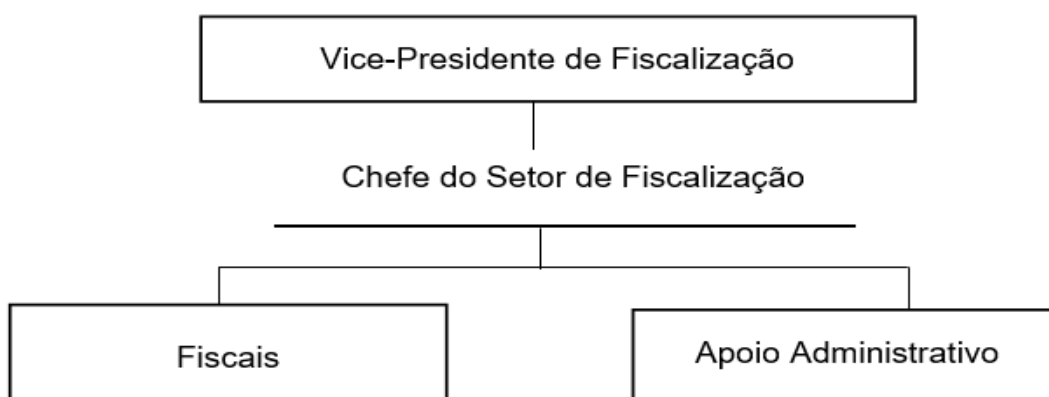 Vice-Presidente de Fiscalização
Chefe do Setor de Fiscalização
Fiscais
Apoio Administrativo